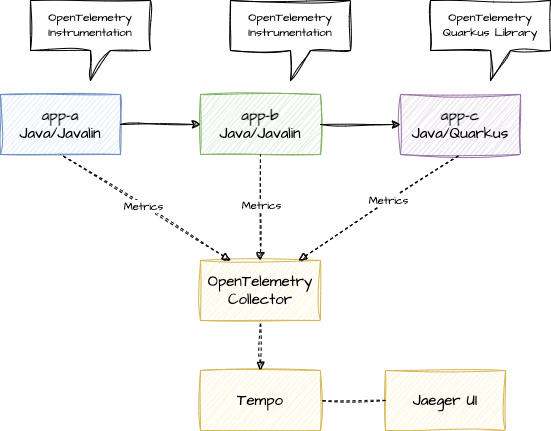 OpenTelemetry
Instrumentation
OpenTelemetry
Instrumentation
OpenTelemetry
Quarkus Library
app-a
Java/Javalin
app-b
Java/Javalin
app-c
Java/Quarkus
Metrics
Metrics
Metrics
OpenTelemetry
Collector
Tempo
Jaeger UI